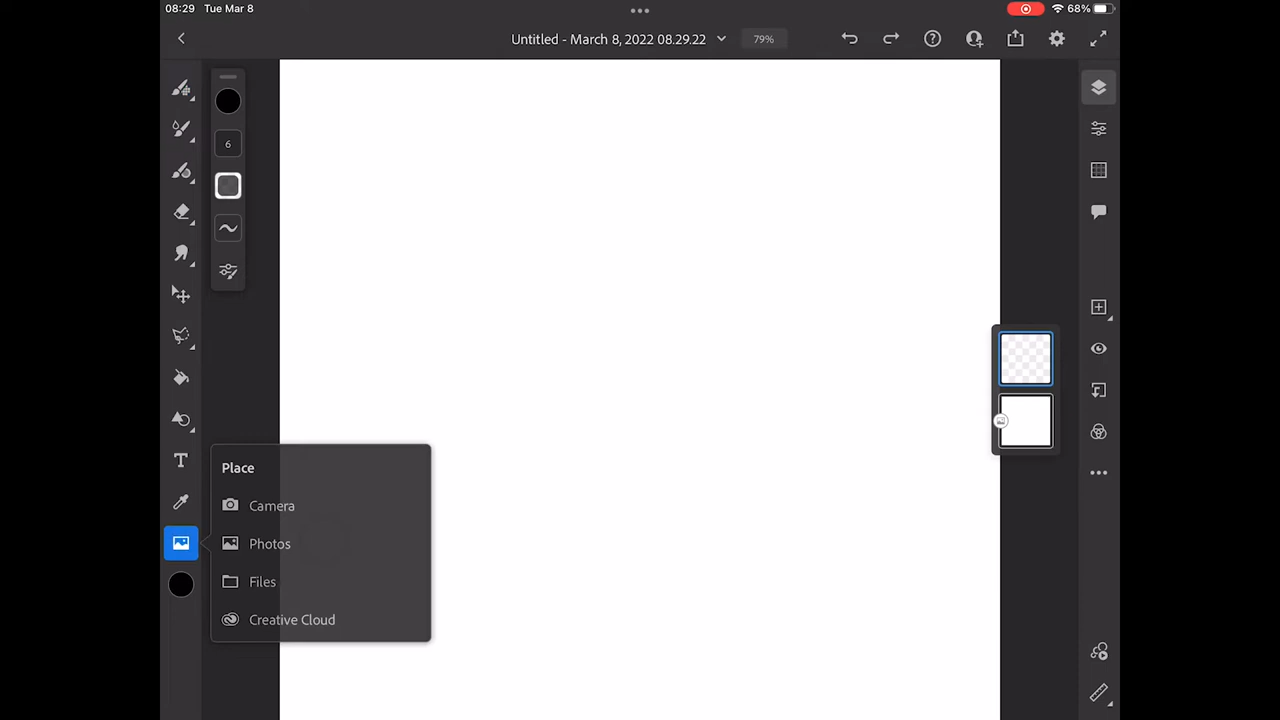 08:29 Tue Mar 8
68%
Untitled - March 8, 2022 08.29.22
79%
6
Place
Camera
Photos
Files
Creative Cloud
T